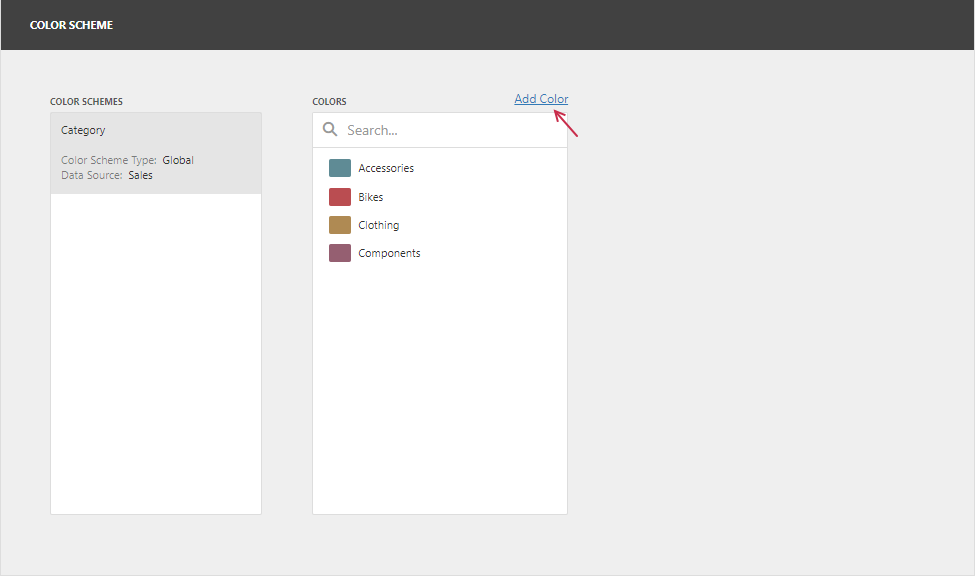 COLOR SCHEME
COLOR SCHEMES
Category
Color Scheme Type: Global
Data Source: Sales
COLORS
Add Color
Search...
Accessories
Bikes
Clothing
Components